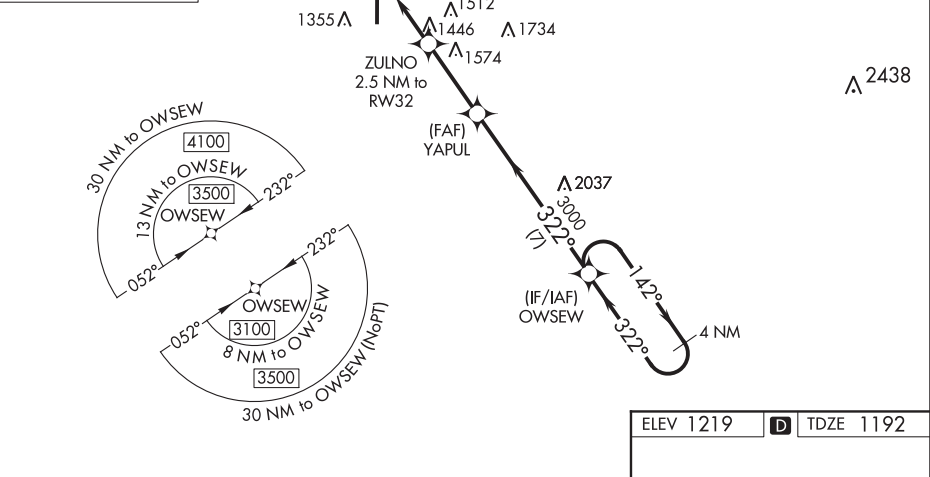 1512
1355
1446
1734
1574
ZULNO
2.5 NM to
RW32
2438
(FAF)
YAPUL
30 NM to OWSEW
4100
13 NM to OWSEW
3500
OWSEW
232°
052°
2037
3000
322°
(7)
142°
(IF/IAF)
OWSEW
322°
4 NM
232°
052°
OWSEW
3100
8 NM to OWSEW
3500
30 NM to OWSEW (NoPT)
ELEV 1219 D TDZE 1192